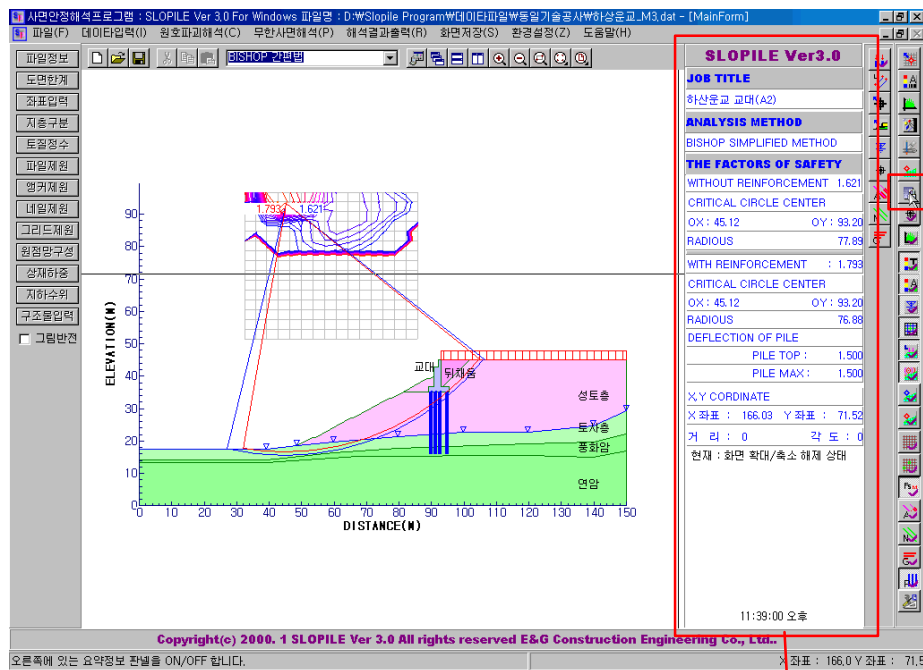 사면안정해석프로그램 : SLOPILE Ver 3.0 For Windows 파일명 : D:₩Slopile Program₩데이타파일₩동일기술공사₩하상운교_M3.dat - [MainForm]
파일(F) 데이타입력(I) 원호파괴해석(C) 무한사면해석(P) 해석결과출력(R) 화면저장(S) 환경설정(Z) 도움말(H)
BISHOP 간편법
파일정보
도면한계
좌표입력
지층구분
토질정수
파일제원
앵커제원
네일제원
그리드제원
원점망구성
상재하중
지하수위
구조물입력
그림반전
ELEVATION(M)
90
80
70
60
50
40
30
20
10
0
1.793 1.621
교대
뒤채움
성토층
토사층
풍화암
연암
0 10 20 30 40 50 60 70 80 90 100 110 120 130 140 150
DISTANCE(M)
SLOPILE Ver3.0
JOB TITLE
하산운교 교대(A2)
ANALYSIS METHOD
BISHOP SIMPLIFIED METHOD
THE FACTORS OF SAFETY
WITHOUT REINFORCEMENT 1.621
CRITICAL CIRCLE CENTER
OX : 45.12 OY : 93.20
RADIOUS 77.89
WITH REINFORCEMENT : 1.793
CRITICAL CIRCLE CENTER
OX : 45.12 OY : 93.20
RADIOUS 76.88
DEFLECTION OF PILE
PILE TOP : 1.500
PILE MAX : 1.500
X,Y CORDINATE
X 좌표 : 166.03 Y 좌표 : 71.52
거 리 : 0 각 도 : 0
현재 : 화면 확대/축소 해제 상태
11:39:00 오후
Copyright(c) 2000. 1 SLOPILE Ver 3.0 All rights reserved E&G Construction Engineering Co., Ltd..
오른쪽에 있는 요약정보 판넬을 ON/OFF 합니다.
X 좌표 : 166.0 Y 좌표 : 71.5